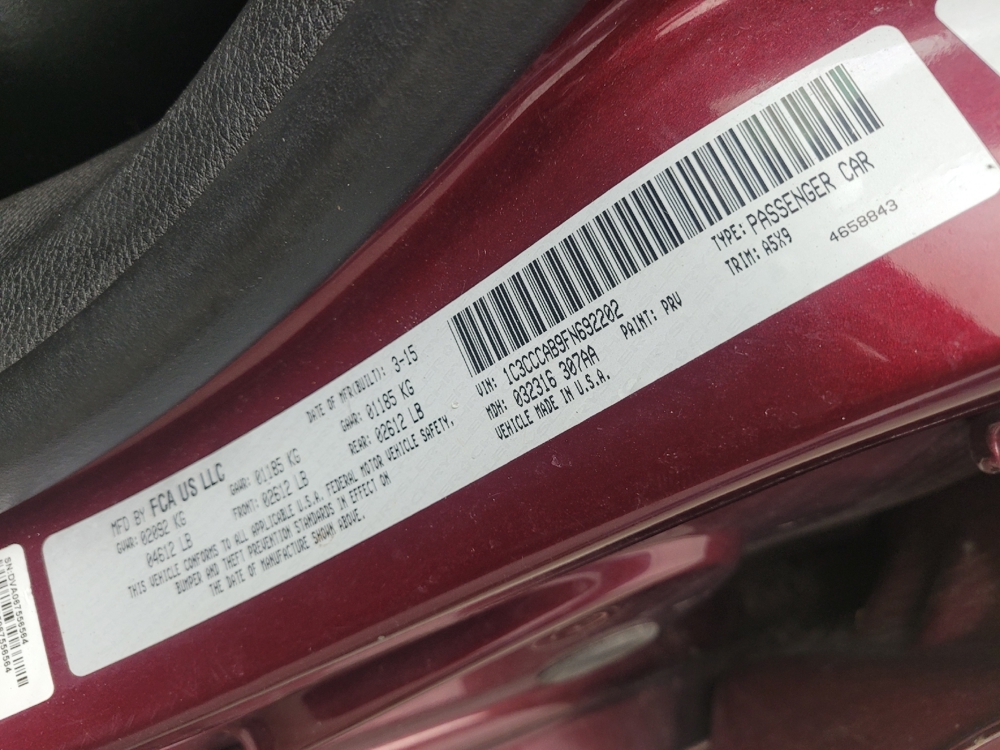 MFD BY FCA US LLC
DATE OF MFR(BUILT): 3-15
GVWR: 02092 KG
04612 LB
GAWR: 01185 KG
FRONT: 02612 LB
GAWR: 01185 KG
REAR: 02612 LB
THIS VEHICLE CONFORMS TO ALL APPLICABLE U.S.A. FEDERAL MOTOR VEHICLE SAFETY,
BUMPER AND THEFT PREVENTION STANDARDS IN EFFECT ON
THE DATE OF MANUFACTURE SHOWN ABOVE.
VIN: 1C3CCCAB9FN692202
TYPE: PASSENGER CAR
MDH: 032316 307AA
PAINT: PRV
TRIM: A5X9
VEHICLE MADE IN U.S.A.
4658843
SN:DVA067556564